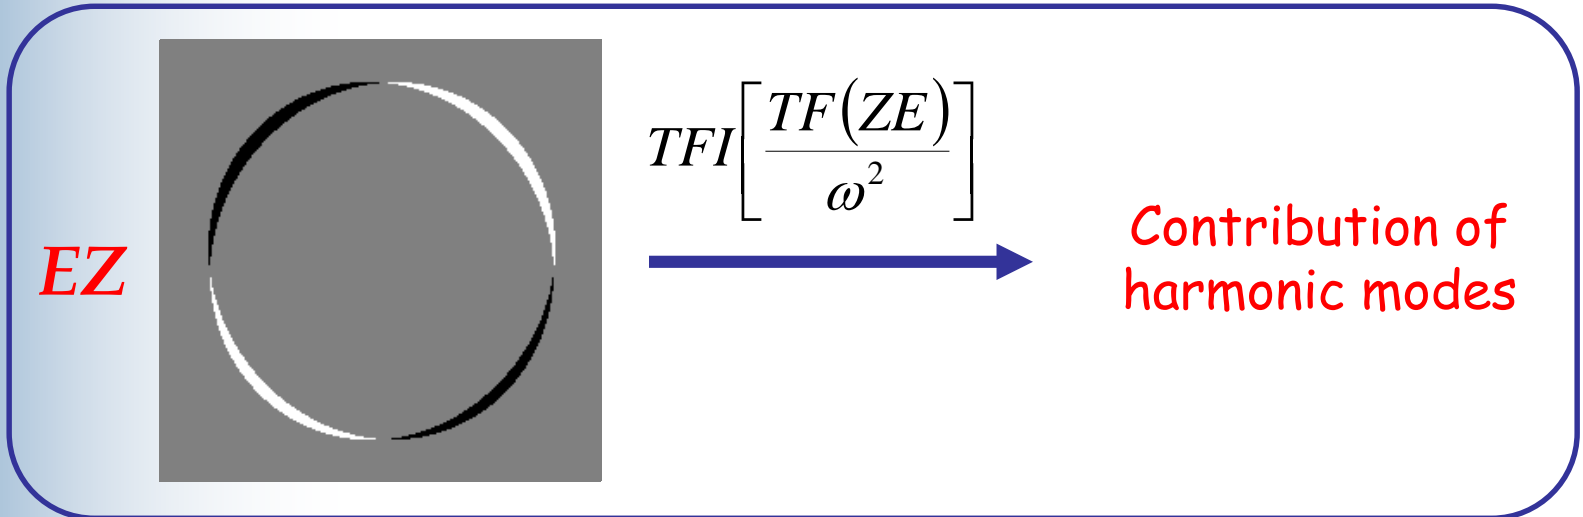 EZ
TFI[TF(ZE)/ω²]
Contribution of
harmonic modes